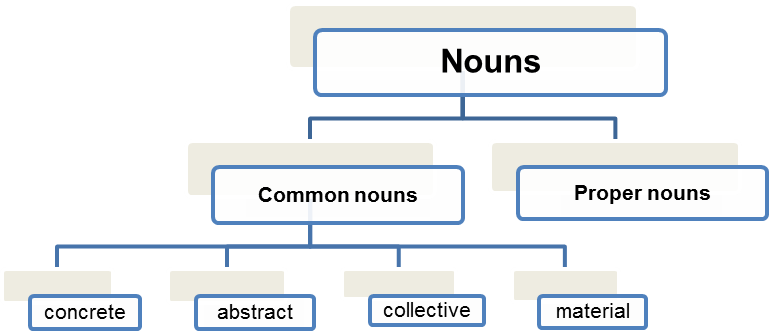 Nouns
Common nouns
Proper nouns
concrete
abstract
collective
material